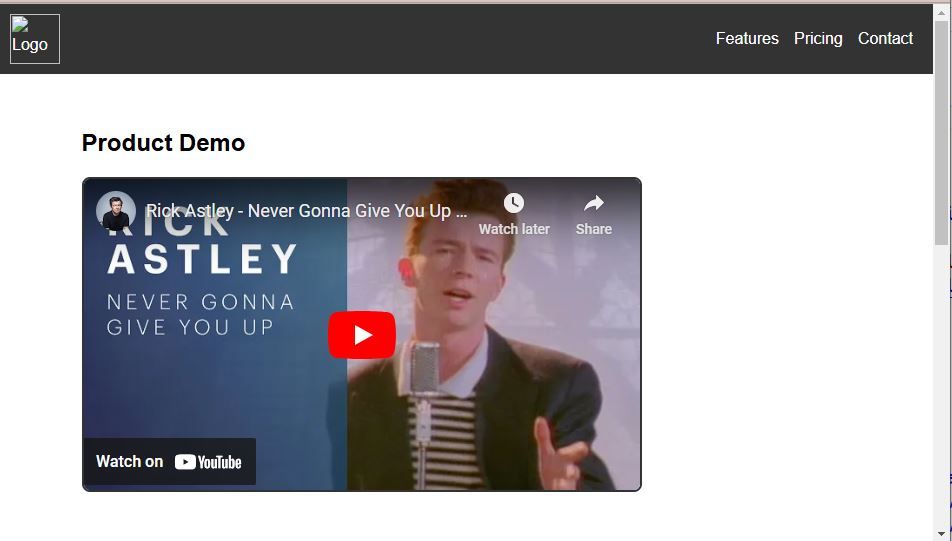 Logo
Features Pricing Contact
Product Demo
Rick Astley - Never Gonna Give You Up ...
Watch later
Share
RICK
ASTLEY
NEVER GONNA
GIVE YOU UP
Watch on YouTube